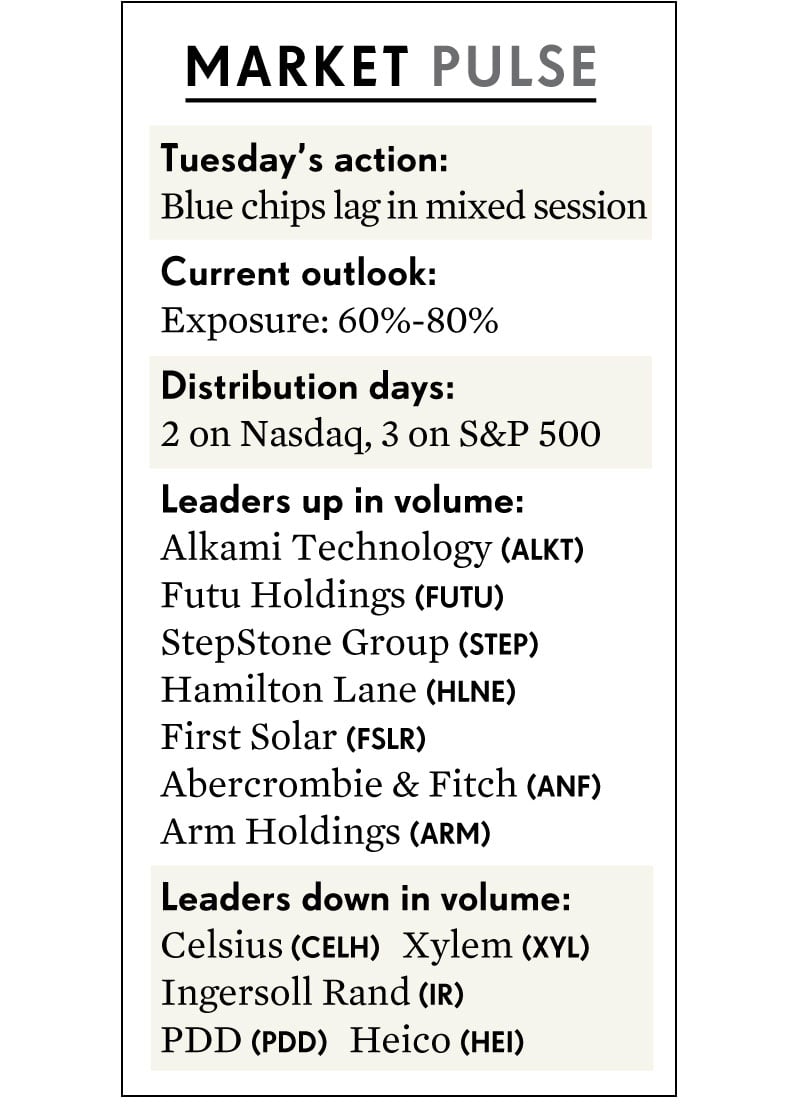 MARKET PULSE
Tuesday's action:
Blue chips lag in mixed session
Current outlook:
Exposure: 60%-80%
Distribution days:
2 on Nasdaq, 3 on S&P 500
Leaders up in volume:
Alkami Technology (ALKT)
Futu Holdings (FUTU)
StepStone Group (STEP)
Hamilton Lane (HLNE)
First Solar (FSLR)
Abercrombie & Fitch (ANF)
Arm Holdings (ARM)
Leaders down in volume:
Celsius (CELH) Xylem (XYL)
Ingersoll Rand (IR)
PDD (PDD) Heico (HEI)